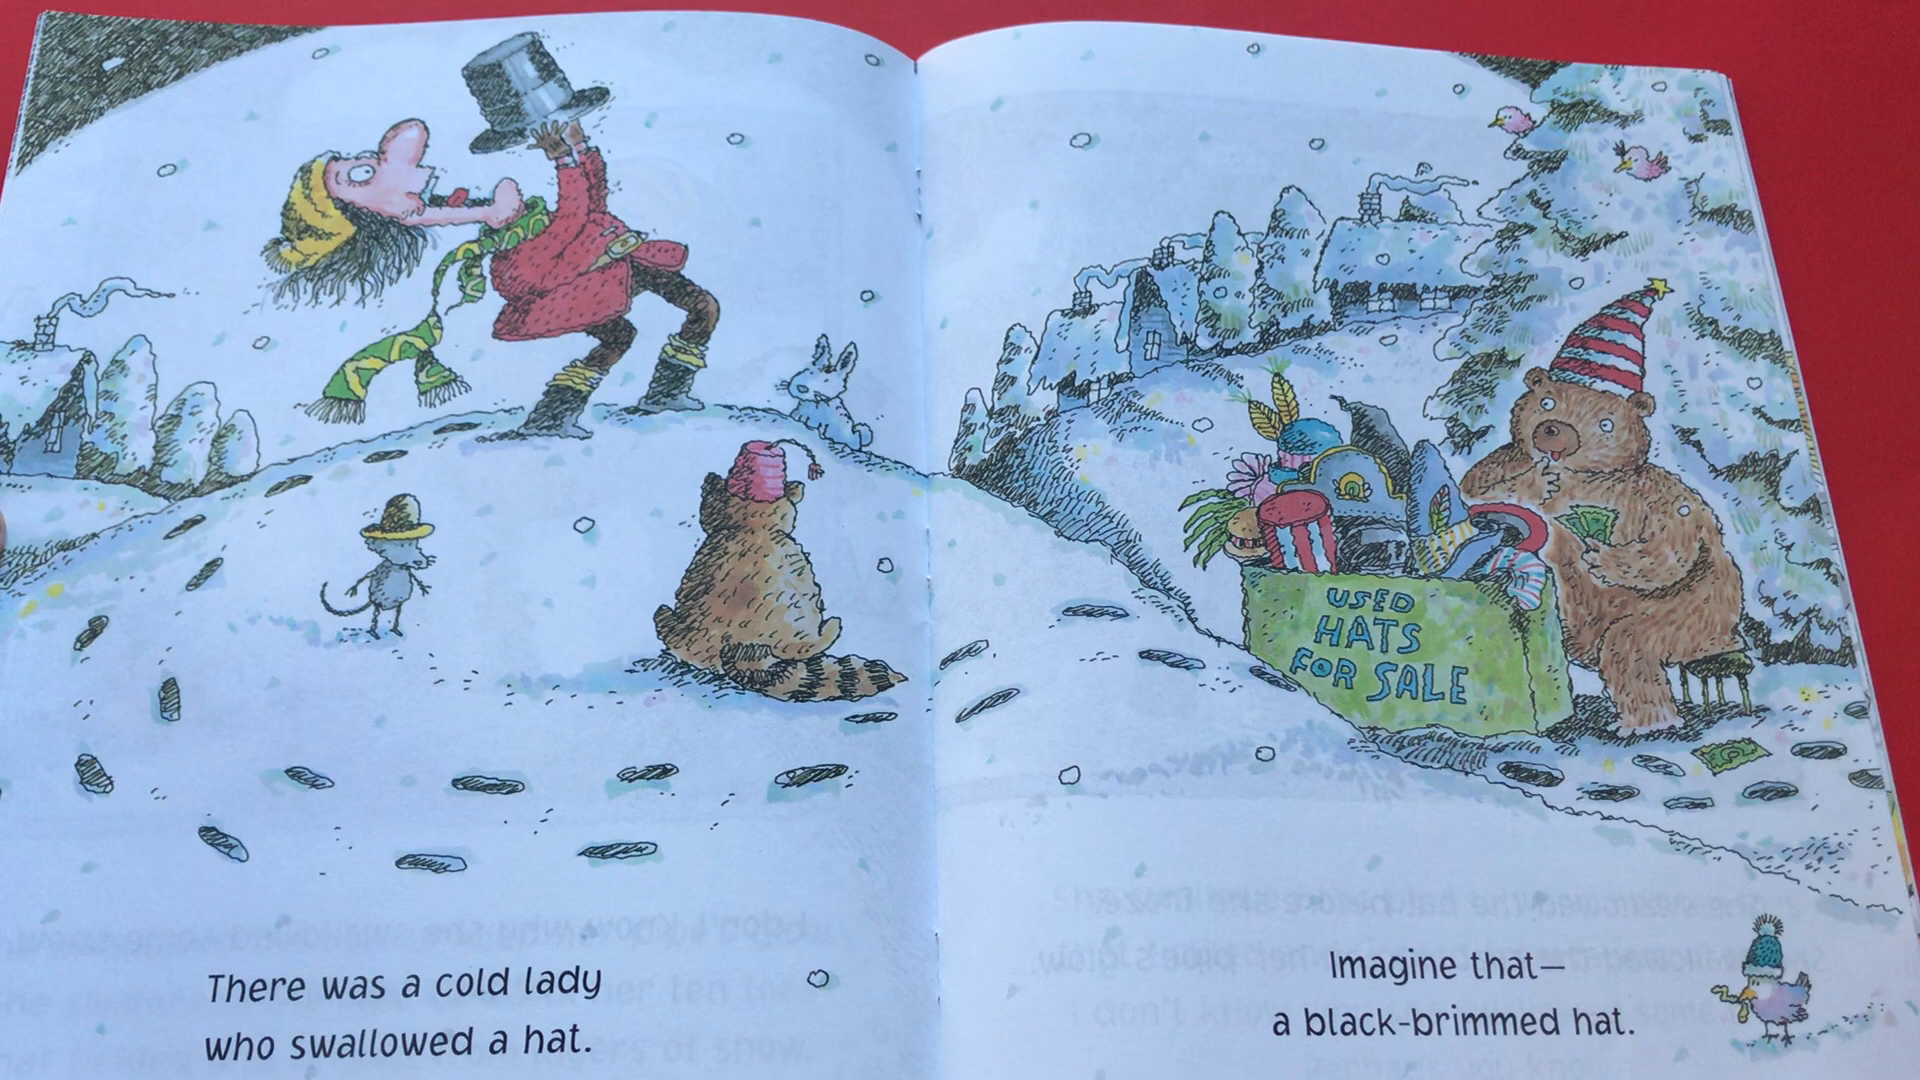 There was a cold lady
who swallowed a hat.
USED
HATS
FOR SALE
Imagine that—
a black-brimmed hat.